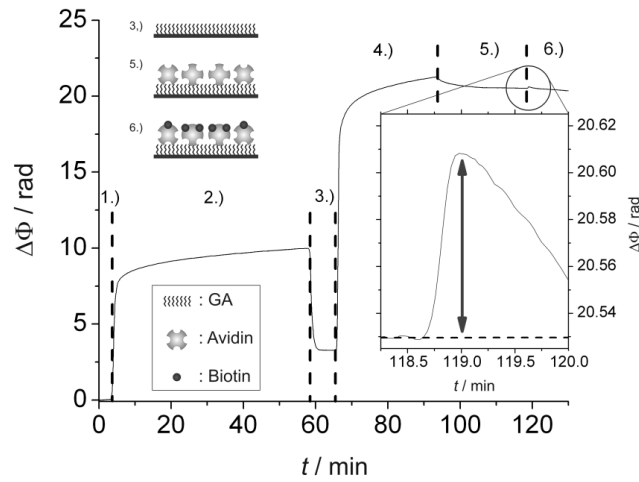 3.)
5.)
6.)
1.)
2.)
3.)
4.)
5.)
6.)
25
20
15
10
5
0
ΔΦ / rad
0 20 40 60 80 100 120
t / min
: GA
: Avidin
: Biotin
20.62
20.60
20.58
20.56
20.54
ΔΦ / rad
118.5 119.0 119.5 120.0
t / min